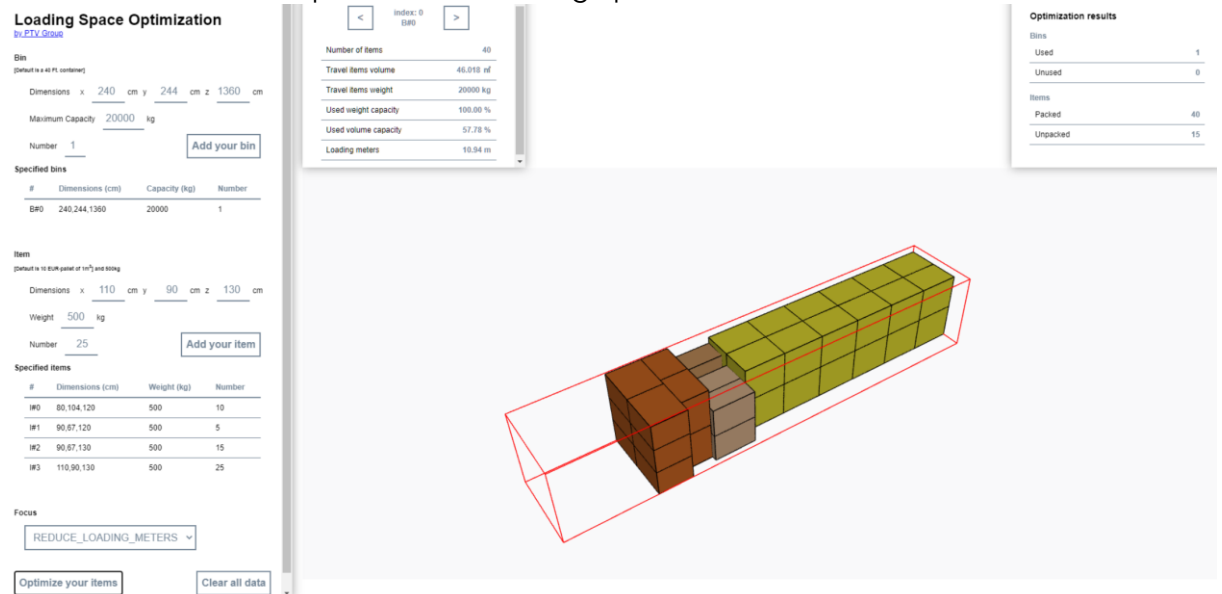 Loading Space Optimization
by PTV Group
Bin
[Default is a 40 Ft. container]
Dimensions x 240 cm y 244 cm z 1360 cm
Maximum Capacity 20000 kg
Number 1 Add your bin
Specified bins
# Dimensions (cm) Capacity (kg) Number
B#0 240,244,1360 20000 1
Item
[Default is 10 EUR-pallet of 1m³] and 500kg
Dimensions x 110 cm y 90 cm z 130 cm
Weight 500 kg
Number 25 Add your item
Specified items
# Dimensions (cm) Weight (kg) Number
I#0 80,104,120 500 10
I#1 90,67,120 500 5
I#2 90,67,130 500 15
I#3 110,90,130 500 25
Focus
REDUCE_LOADING_METERS
Optimize your items Clear all data
< index: 0 >
B#0
Number of items 40
Travel items volume 46.018 ㎥
Travel items weight 20000 kg
Used weight capacity 100.00 %
Used volume capacity 57.78 %
Loading meters 10.94 m
Optimization results
Bins
Used 1
Unused 0
Items
Packed 40
Unpacked 15